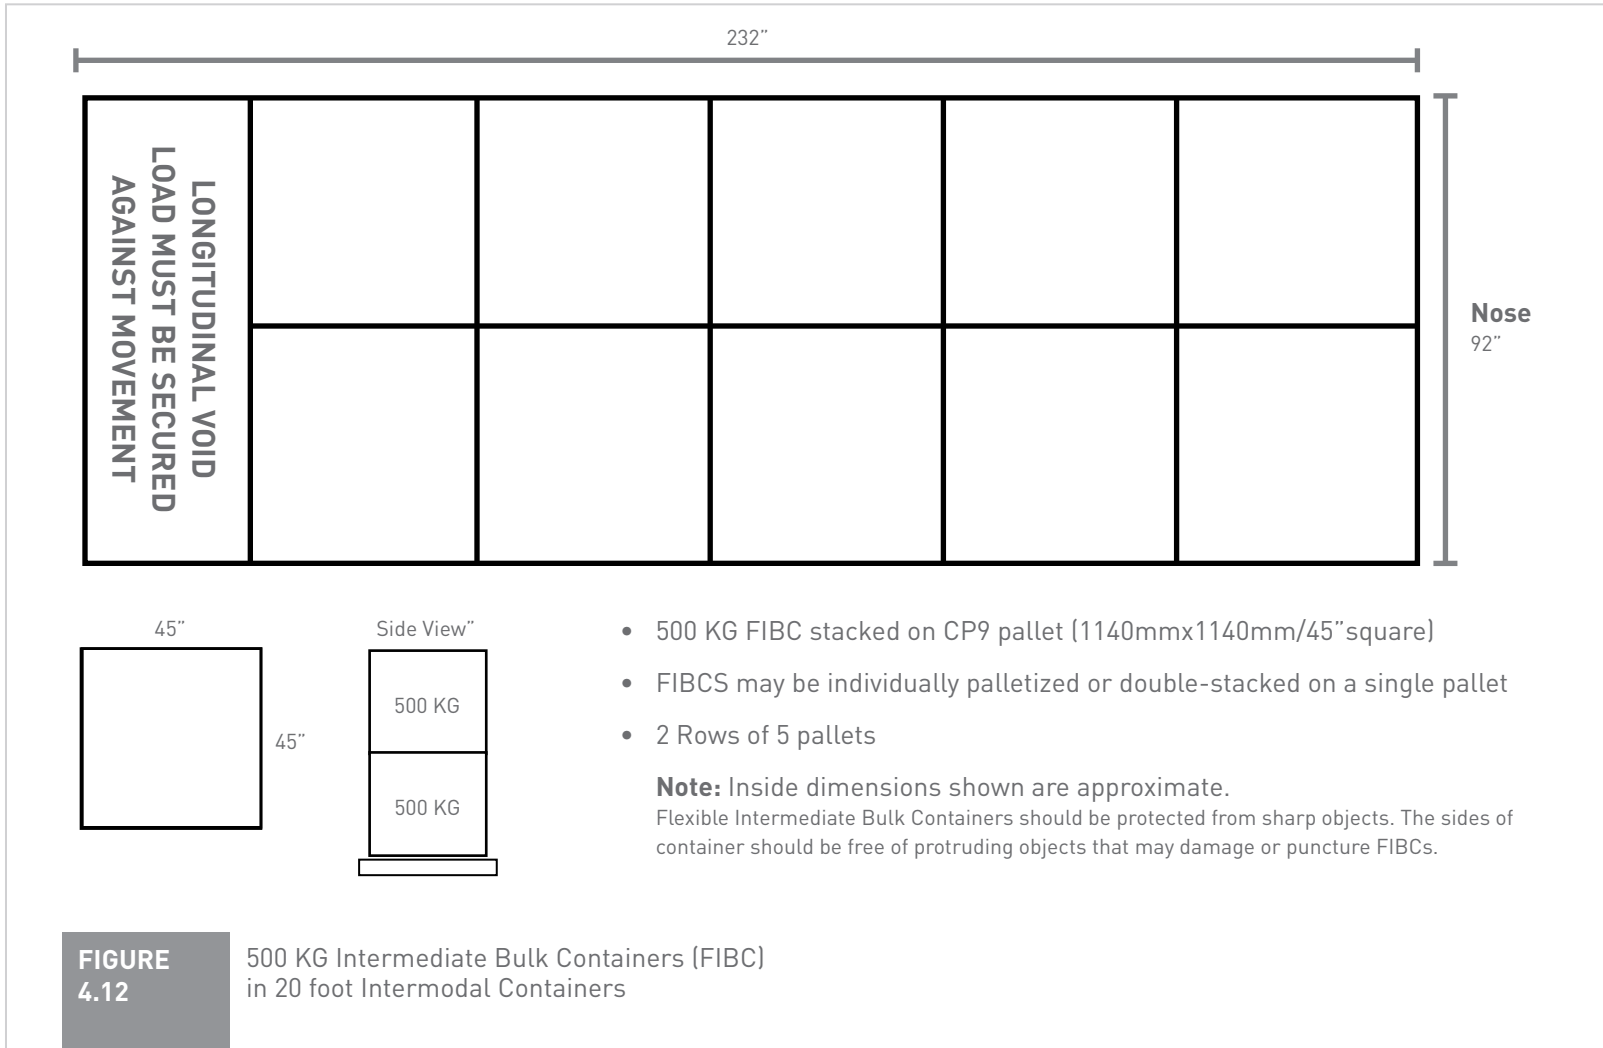 232”
LONGITUDINAL VOID
LOAD MUST BE SECURED
AGAINST MOVEMENT
Nose
92”
45”
45”
Side View”
500 KG
500 KG
• 500 KG FIBC stacked on CP9 pallet (1140mmx1140mm/45”square)
• FIBCS may be individually palletized or double-stacked on a single pallet
• 2 Rows of 5 pallets
Note: Inside dimensions shown are approximate.
Flexible Intermediate Bulk Containers should be protected from sharp objects. The sides of
container should be free of protruding objects that may damage or puncture FIBCs.
FIGURE
4.12
500 KG Intermediate Bulk Containers (FIBC)
in 20 foot Intermodal Containers